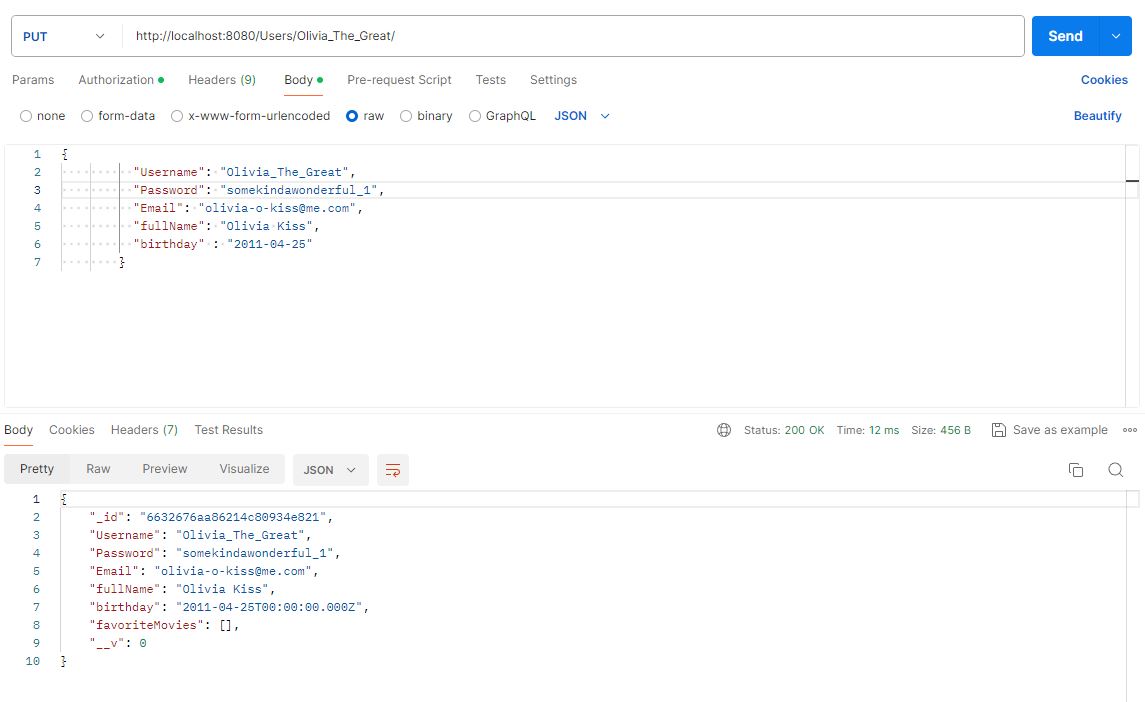 PUT http://localhost:8080/Users/Olivia_The_Great/ Send
Params Authorization Headers (9) Body Pre-request Script Tests Settings Cookies
none form-data x-www-form-urlencoded raw binary GraphQL JSON Beautify
1 {
2 "Username": "Olivia_The_Great",
3 "Password": "somekindawonderful_1",
4 "Email": "olivia-o-kiss@me.com",
5 "fullName": "Olivia Kiss",
6 "birthday" : "2011-04-25"
7 }
Body Cookies Headers (7) Test Results Status: 200 OK Time: 12 ms Size: 456 B Save as example
Pretty Raw Preview Visualize JSON
1 {
2 "_id": "6632676aa86214c80934e821",
3 "Username": "Olivia_The_Great",
4 "Password": "somekindawonderful_1",
5 "Email": "olivia-o-kiss@me.com",
6 "fullName": "Olivia Kiss",
7 "birthday": "2011-04-25T00:00:00.000Z",
8 "favoriteMovies": [],
9 "__v": 0
10 }